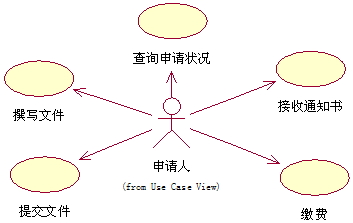 查询申请状况
撰写文件
接收通知书
申请人
(from Use Case View)
提交文件
缴费